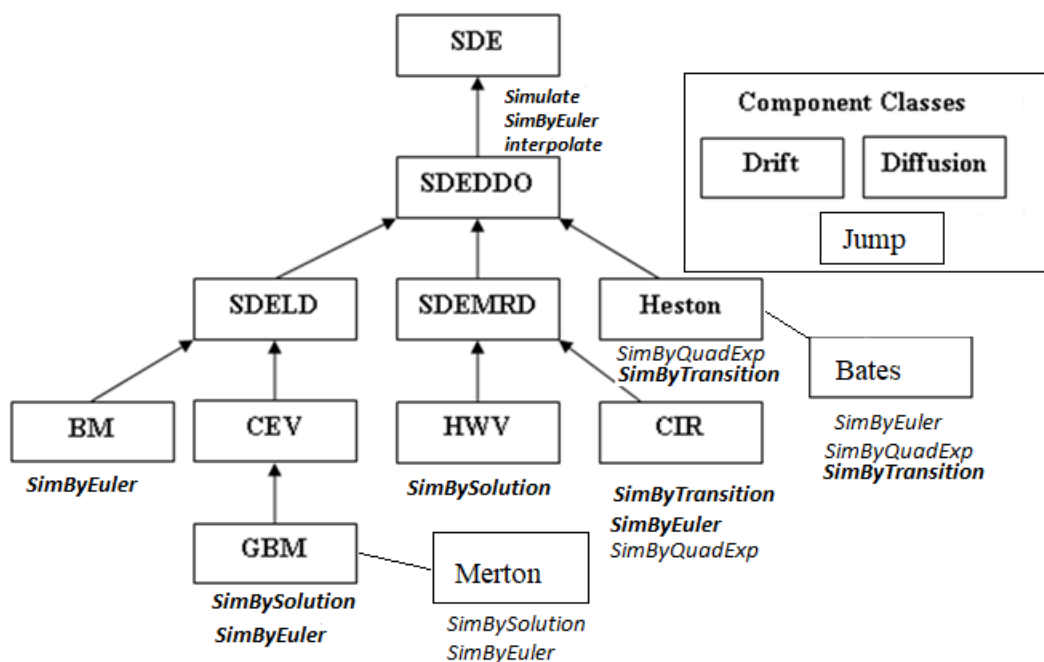 SDE
Simulate
SimByEuler
interpolate
Component Classes
Drift
Diffusion
Jump
SDEDDO
SDELD
SDEMRD
Heston
SimByQuadExp
SimByTransition
Bates
SimByEuler
SimByQuadExp
SimByTransition
BM
SimByEuler
CEV
HWV
SimBySolution
CIR
SimByTransition
SimByEuler
SimByQuadExp
GBM
SimBySolution
SimByEuler
Merton
SimBySolution
SimByEuler